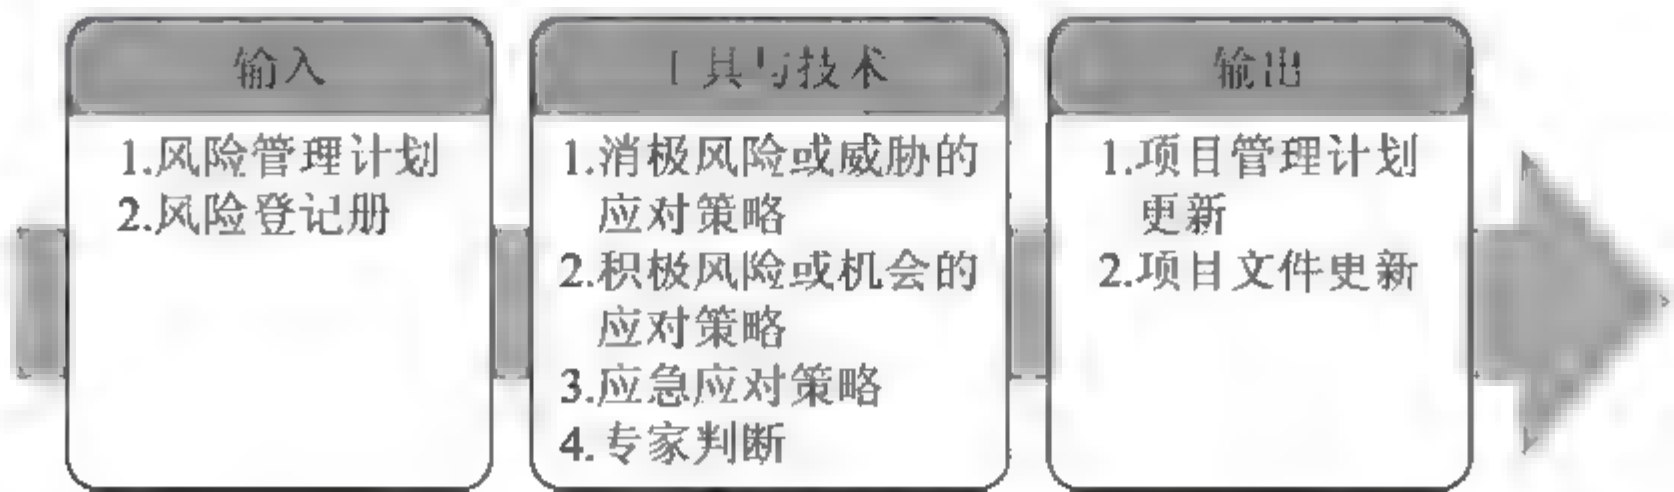 输入
1.风险管理计划
2.风险登记册
工具与技术
1.消极风险或威胁的
应对策略
2.积极风险或机会的
应对策略
3.应急应对策略
4.专家判断
输出
1.项目管理计划
更新
2.项目文件更新